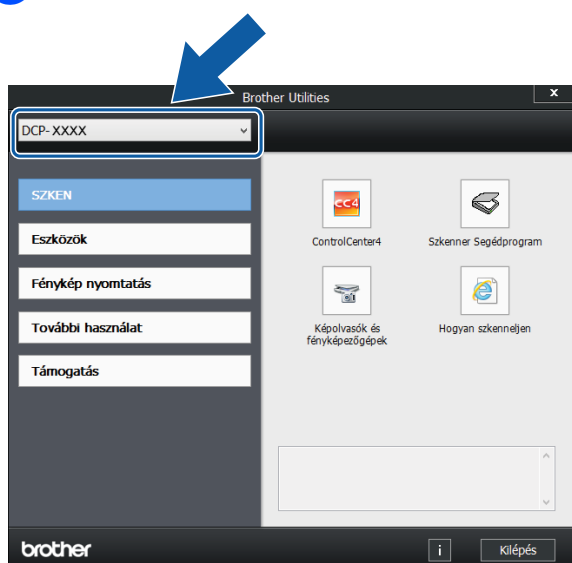 Brother Utilities
x
DCP-XXXX
SZKEN
Eszközök
Fénykép nyomtatás
További használat
Támogatás
CC4
ControlCenter4
Szkenner Segédprogram
Képolvasók és
fényképezőgépek
Hogyan szkenneljen
brother
i
Kilépés